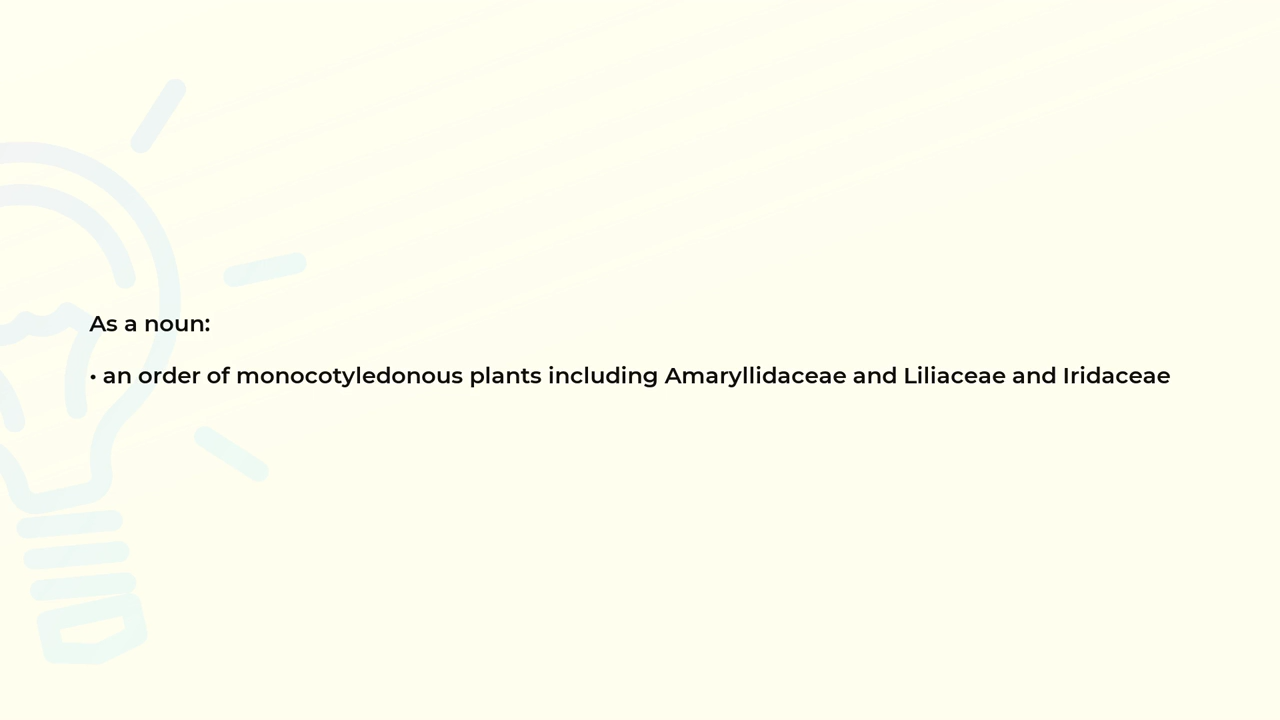 As a noun:
• an order of monocotyledonous plants including Amaryllidaceae and Liliaceae and Iridaceae